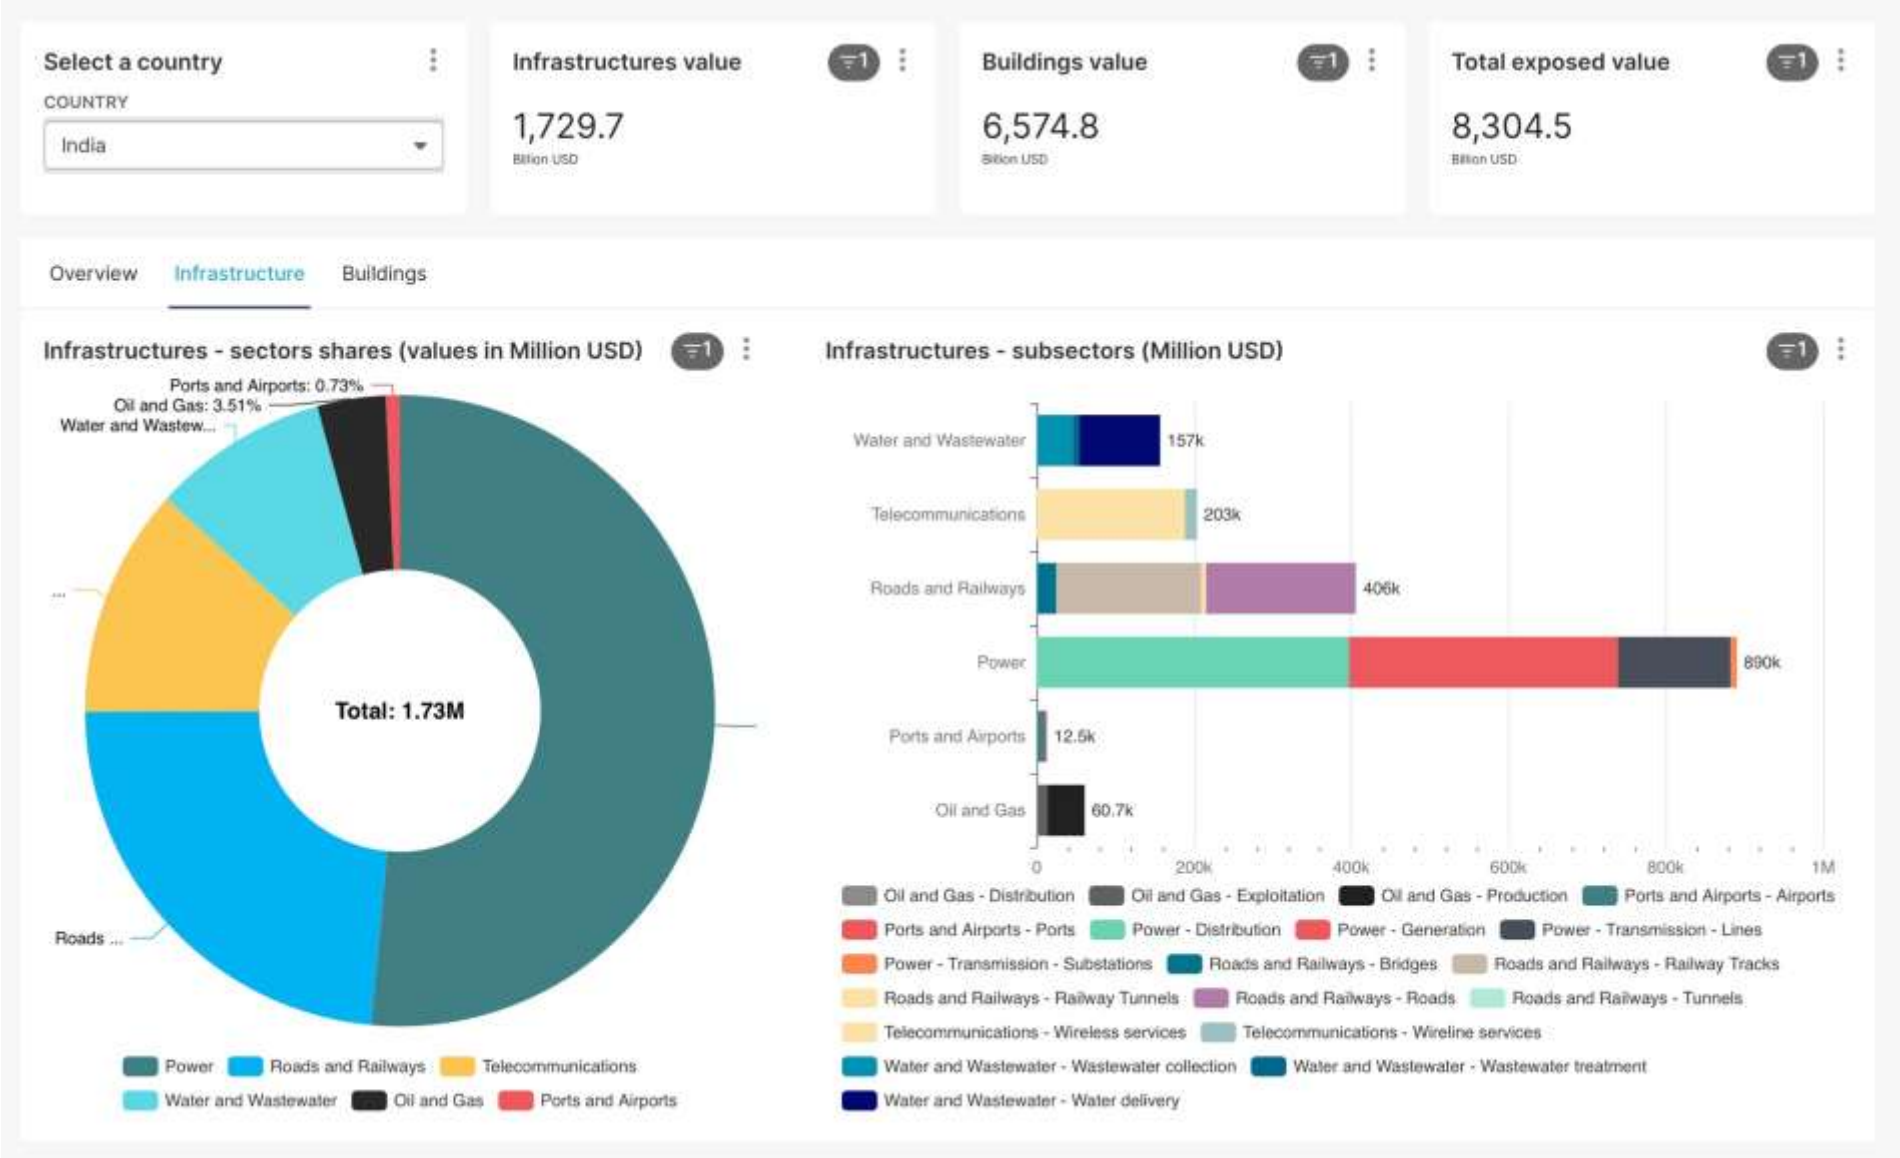 Select a country
COUNTRY
India
Infrastructures value
1
1,729.7
Billion USD
Buildings value
1
6,574.8
Billion USD
Total exposed value
1
8,304.5
Billion USD
Overview Infrastructure Buildings
Infrastructures - sectors shares (values in Million USD)
1
Ports and Airports: 0.73%
Oil and Gas: 3.51%
Water and Wastew...
...
Total: 1.73M
Roads ...
Power Roads and Railways Telecommunications
Water and Wastewater Oil and Gas Ports and Airports
Infrastructures - subsectors (Million USD)
1
Water and Wastewater 157k
Telecommunications 203k
Roads and Railways 406k
Power 890k
Ports and Airports 12.5k
Oil and Gas 60.7k
0 200k 400k 600k 800k 1M
Oil and Gas - Distribution Oil and Gas - Exploitation Oil and Gas - Production Ports and Airports - Airports
Ports and Airports - Ports Power - Distribution Power - Generation Power - Transmission - Lines
Power - Transmission - Substations Roads and Railways - Bridges Roads and Railways - Railway Tracks
Roads and Railways - Railway Tunnels Roads and Railways - Roads Roads and Railways - Tunnels
Telecommunications - Wireless services Telecommunications - Wireline services
Water and Wastewater - Wastewater collection Water and Wastewater - Wastewater treatment
Water and Wastewater - Water delivery